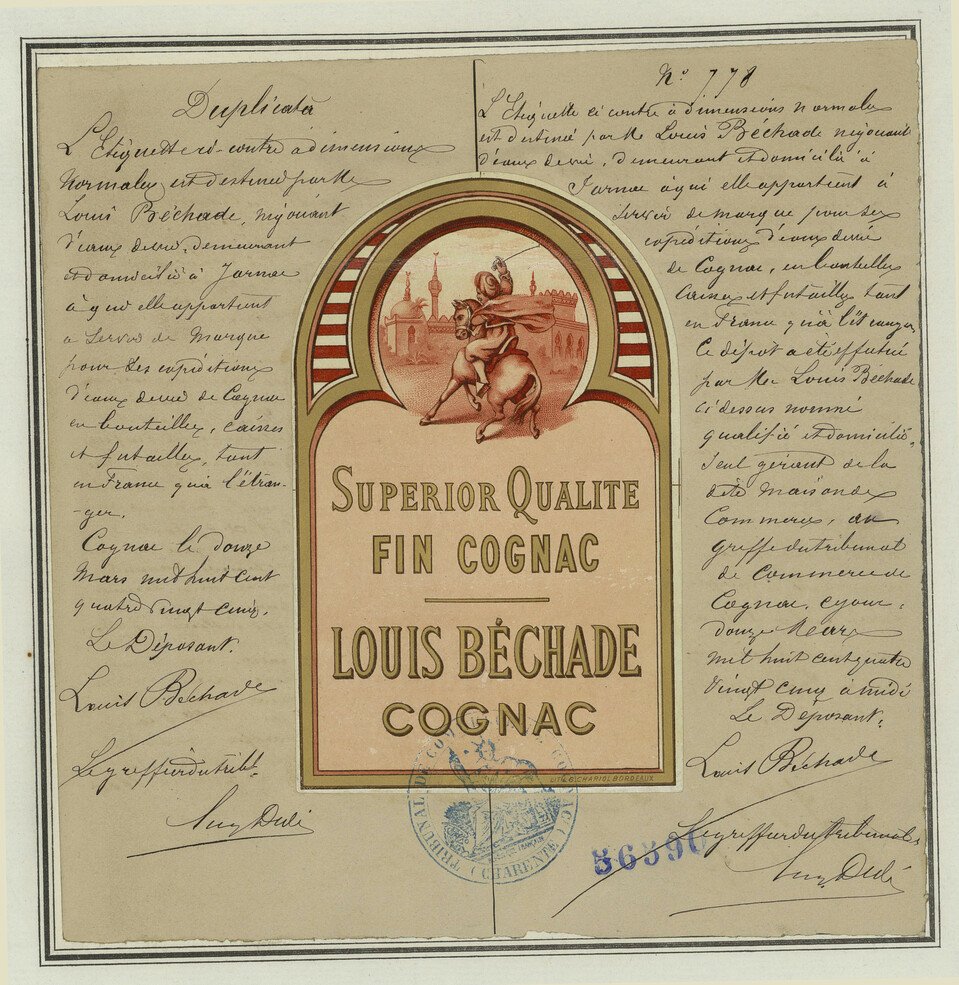 Duplicata
L'Etiquette ci-contre à dimensions
Normales est destinée par Mr
Louis Béchade, négociant
d'eaux de vie, demeurant
et domicilié à Jarnac
à qui elle appartient
à servir de Marque
pour ses expéditions
d'eaux de vie de Cognac
en bouteilles, caisses
et futailles, tant
en France qu'à l'étran-
-ger.
Cognac le douze
Mars mil huit cent
quatre vingt cinq.
Le Déposant.
Louis Béchade
Le greffier du trib.
SUPERIOR QUALITE
FIN COGNAC
LOUIS BÉCHADE
COGNAC
LITH. G. CHARIOL BORDEAUX
TRIBUNAL DE COMMERCE COGNAC
(CHARENTE)
No 778
L'Etiquette ci contre à dimensions normales
est destinée par Mr Louis Béchade négociant
d'eaux de vie, demeurant et domicilié à
Jarnac à qui elle appartient à
servir de marque pour ses
expéditions d'eaux de vie
de Cognac, en bouteilles
caisses et futailles tant
en France qu'à l'étranger
Ce dépot a été effectué
par Mr Louis Béchade
ci dessus nommé
qualifié et domicilié,
seul gérant de la
dite maison de
Commerce, au
greffe du tribunal
de Commerce de
Cognac, ce jour,
douze Mars
mil huit cent quatre
vingt cinq à midi
Le Déposant.
Louis Béchade
Le greffier du tribunal